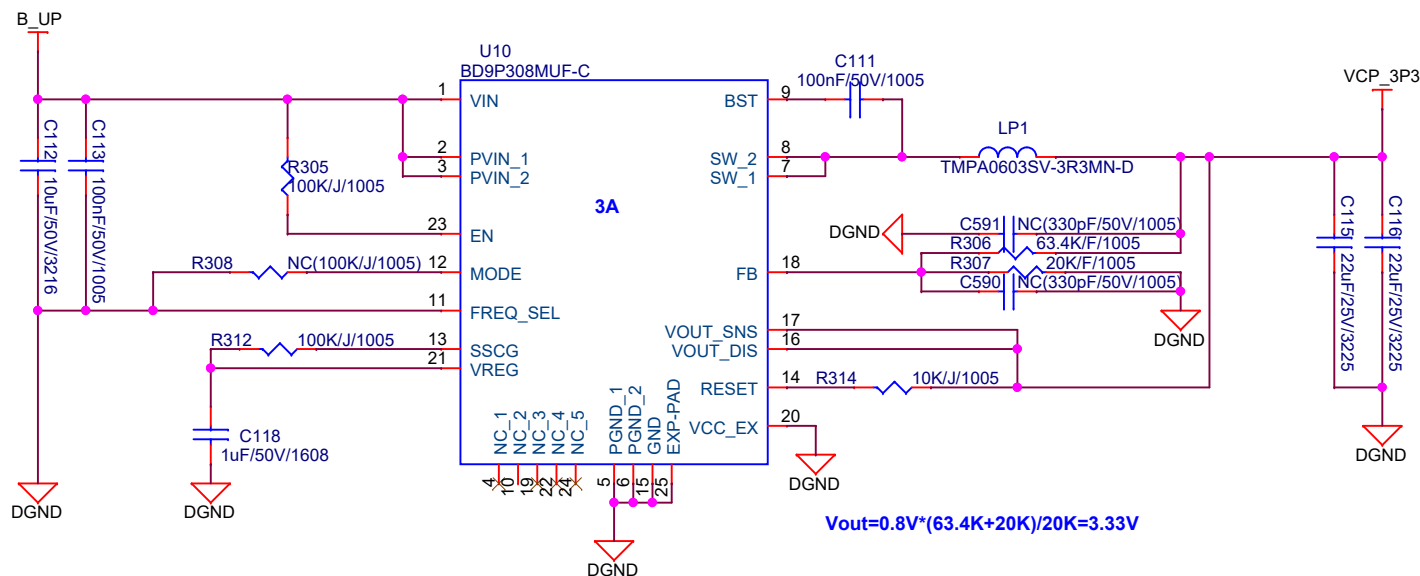 B_UP
U10
BD9P308MUF-C
C111
100nF/50V/1005
VCP_3P3
C112
10uF/50V/3216
C113
100nF/50V/1005
R305
100K/J/1005
1
VIN
2
PVIN_1
3
PVIN_2
23
EN
R308
NC(100K/J/1005)
12
MODE
11
FREQ_SEL
R312
100K/J/1005
13
SSCG
21
VREG
C118
1uF/50V/1608
3A
BST
9
SW_2
8
SW_1
7
LP1
TMPA0603SV-3R3MN-D
DGND
C591
NC(330pF/50V/1005)
R306
63.4K/F/1005
FB
18
R307
20K/F/1005
C590
NC(330pF/50V/1005)
DGND
VOUT_SNS
17
VOUT_DIS
16
RESET
14
R314
10K/J/1005
VCC_EX
20
C115
22uF/25V/3225
C116
22uF/25V/3225
NC_1
NC_2
NC_3
NC_4
NC_5
PGND_1
PGND_2
GND
EXP-PAD
4
10
19
22
24
5
6
15
25
DGND
DGND
DGND
DGND
DGND
Vout=0.8V*(63.4K+20K)/20K=3.33V